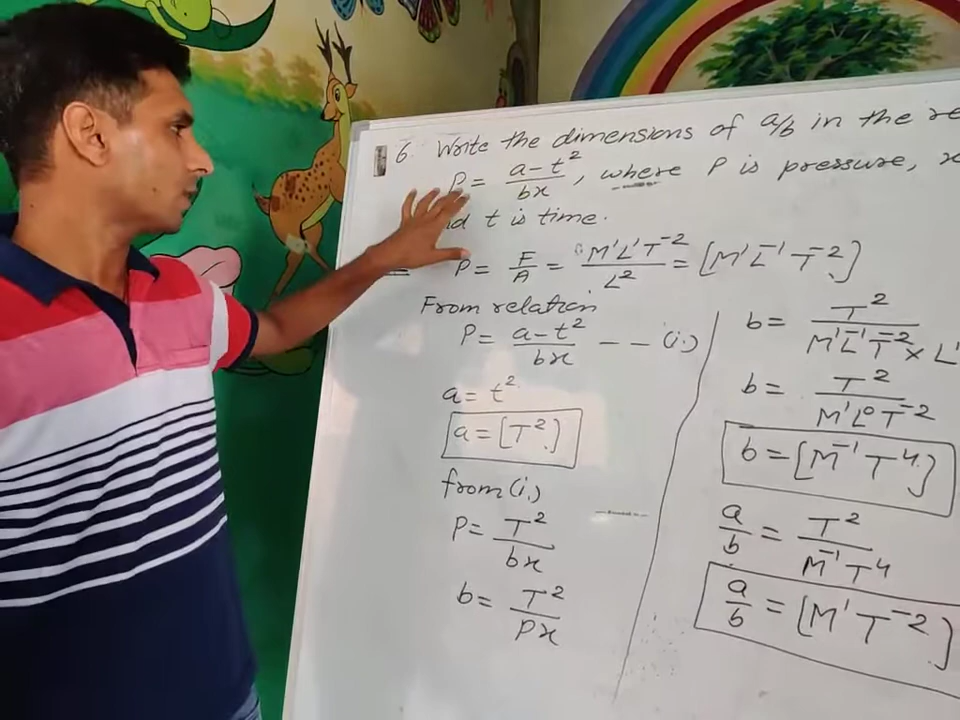 6 Write the dimensions of a/b in the re
P = (a - t²)/(bx), where P is pressure, x
nd t is time.
P = F/A = M¹L¹T⁻²/L² = [M¹L⁻¹T⁻²]
From relation
P = (a - t²)/(bx) --- (i.)
a = t²
a = [T²]
from (i.)
P = T²/(bx)
b = T²/(Px)
b = T²/(M¹L⁻¹T⁻² × L¹)
b = T²/(M¹L⁰T⁻²)
b = [M⁻¹T⁴]
a/b = T²/(M⁻¹T⁴)
a/b = [M¹T⁻²]